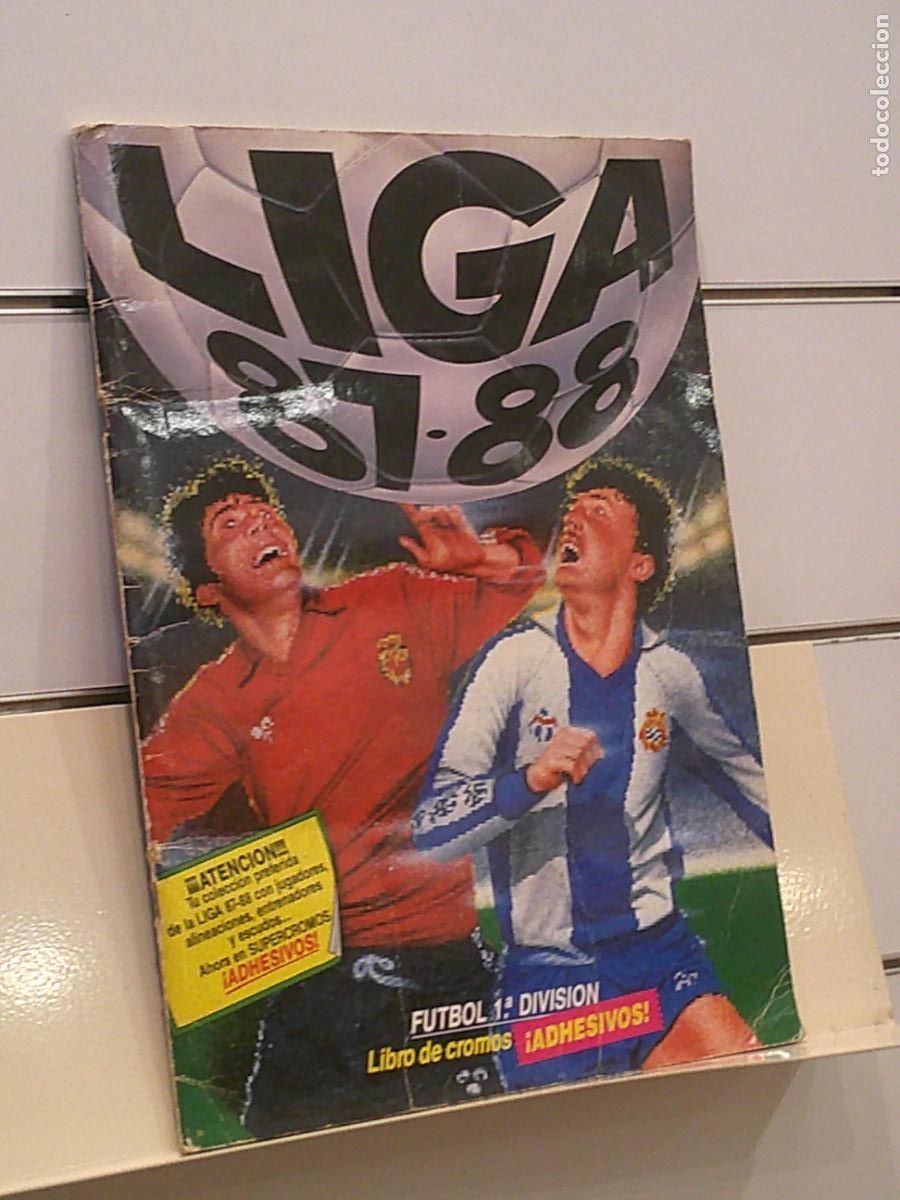 LIGA
87·88
¡¡¡ATENCION!!!
Tu colección preferida
de la LIGA 87-88 con jugadores,
alineaciones, entrenadores
y escudos...
Ahora en SUPERCROMOS
¡ADHESIVOS!
FUTBOL 1.ª DIVISION
Libro de cromos ¡ADHESIVOS!
todocoleccion